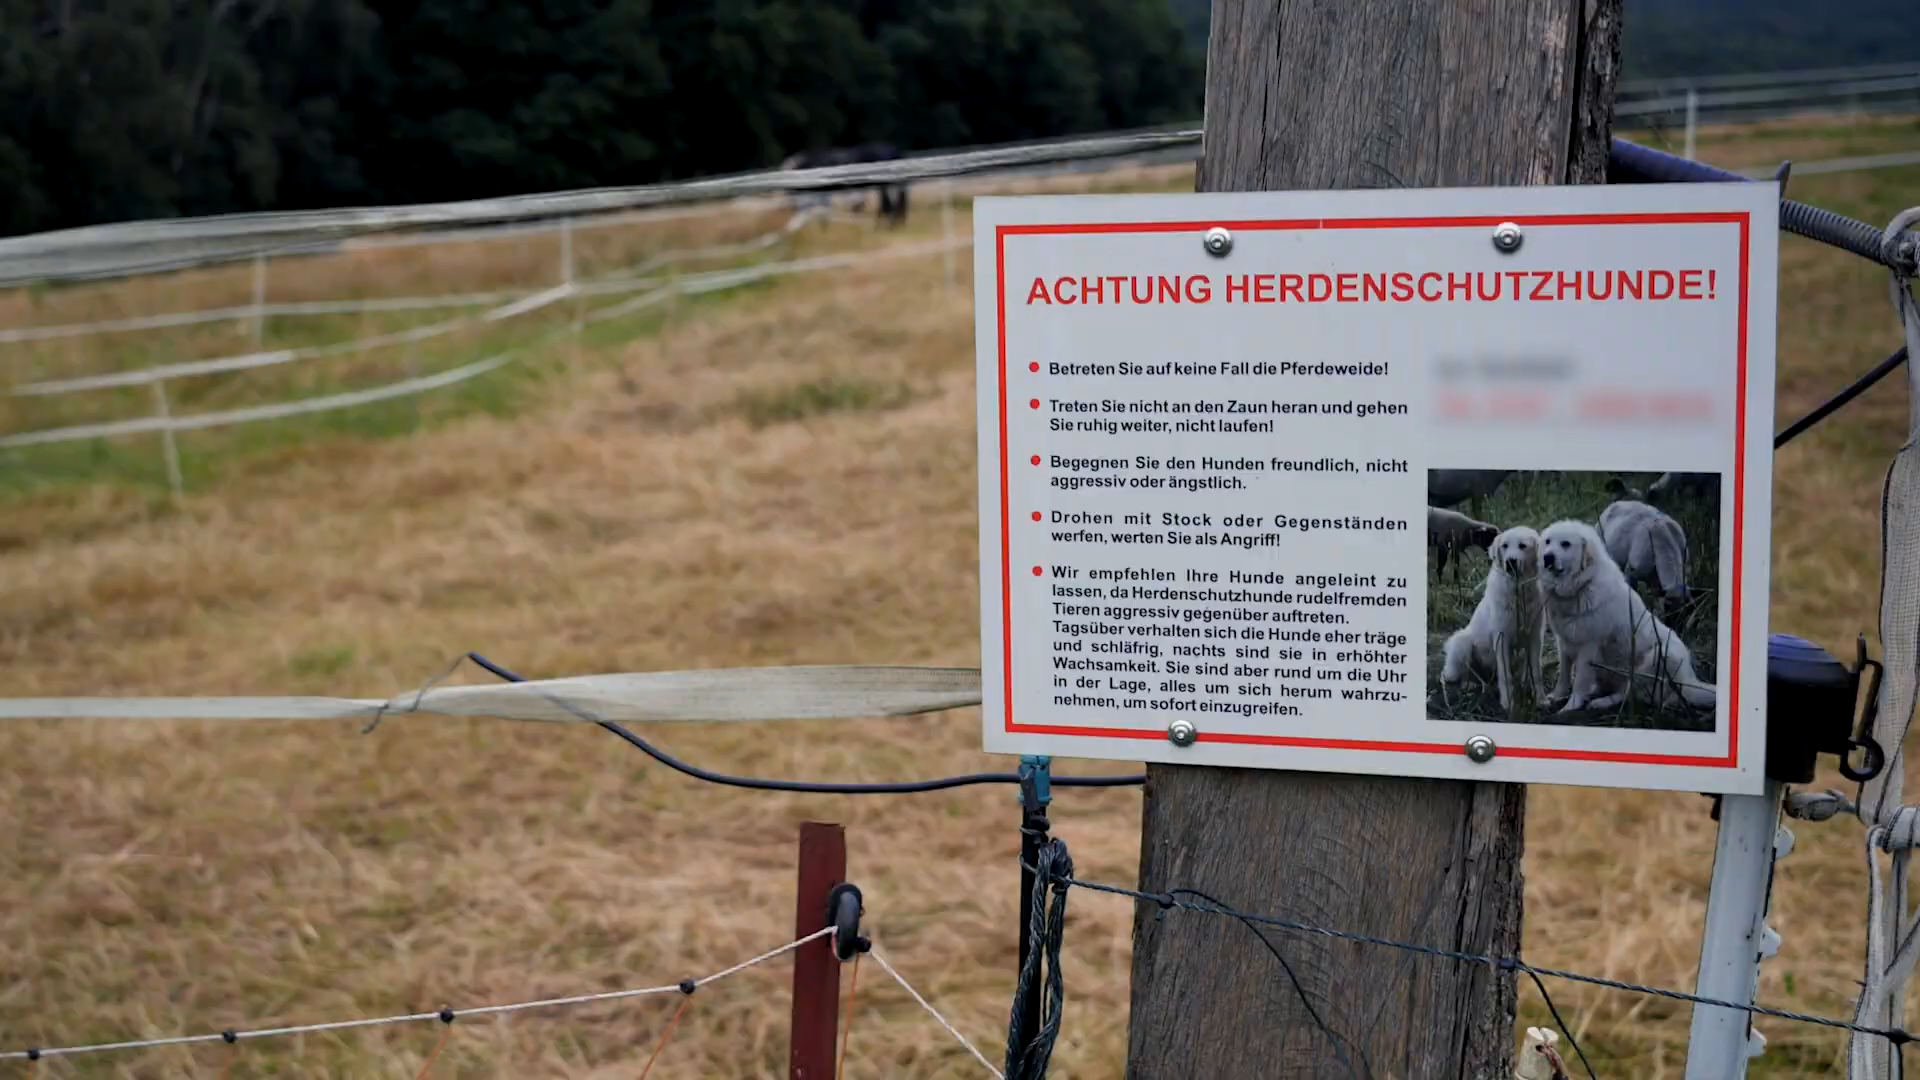 ACHTUNG HERDENSCHUTZHUNDE!
Betreten Sie auf keine Fall die Pferdeweide!
Treten Sie nicht an den Zaun heran und gehen
Sie ruhig weiter, nicht laufen!
Begegnen Sie den Hunden freundlich, nicht
aggressiv oder ängstlich.
Drohen mit Stock oder Gegenständen
werfen, werten Sie als Angriff!
Wir empfehlen Ihre Hunde angeleint zu
lassen, da Herdenschutzhunde rudelfremden
Tieren aggressiv gegenüber auftreten.
Tagsüber verhalten sich die Hunde eher träge
und schläfrig, nachts sind sie in erhöhter
Wachsamkeit. Sie sind aber rund um die Uhr
in der Lage, alles um sich herum wahrzu-
nehmen, um sofort einzugreifen.